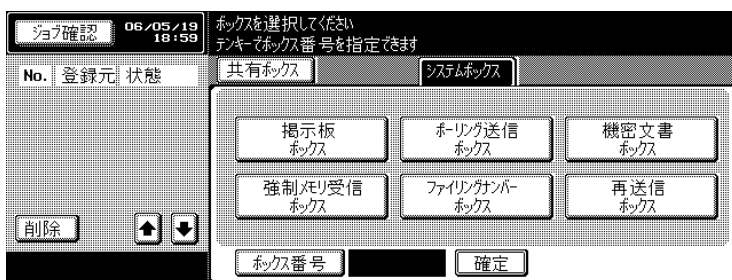 ジョブ確認
06/05/19
18:59
ボックスを選択してください
テンキーでボックス番号を指定できます
No. 登録元 状態
共有ボックス
システムボックス
掲示板
ボックス
ポーリング送信
ボックス
機密文書
ボックス
強制メモリ受信
ボックス
ファイリングナンバー
ボックス
再送信
ボックス
削除
ボックス番号
確定